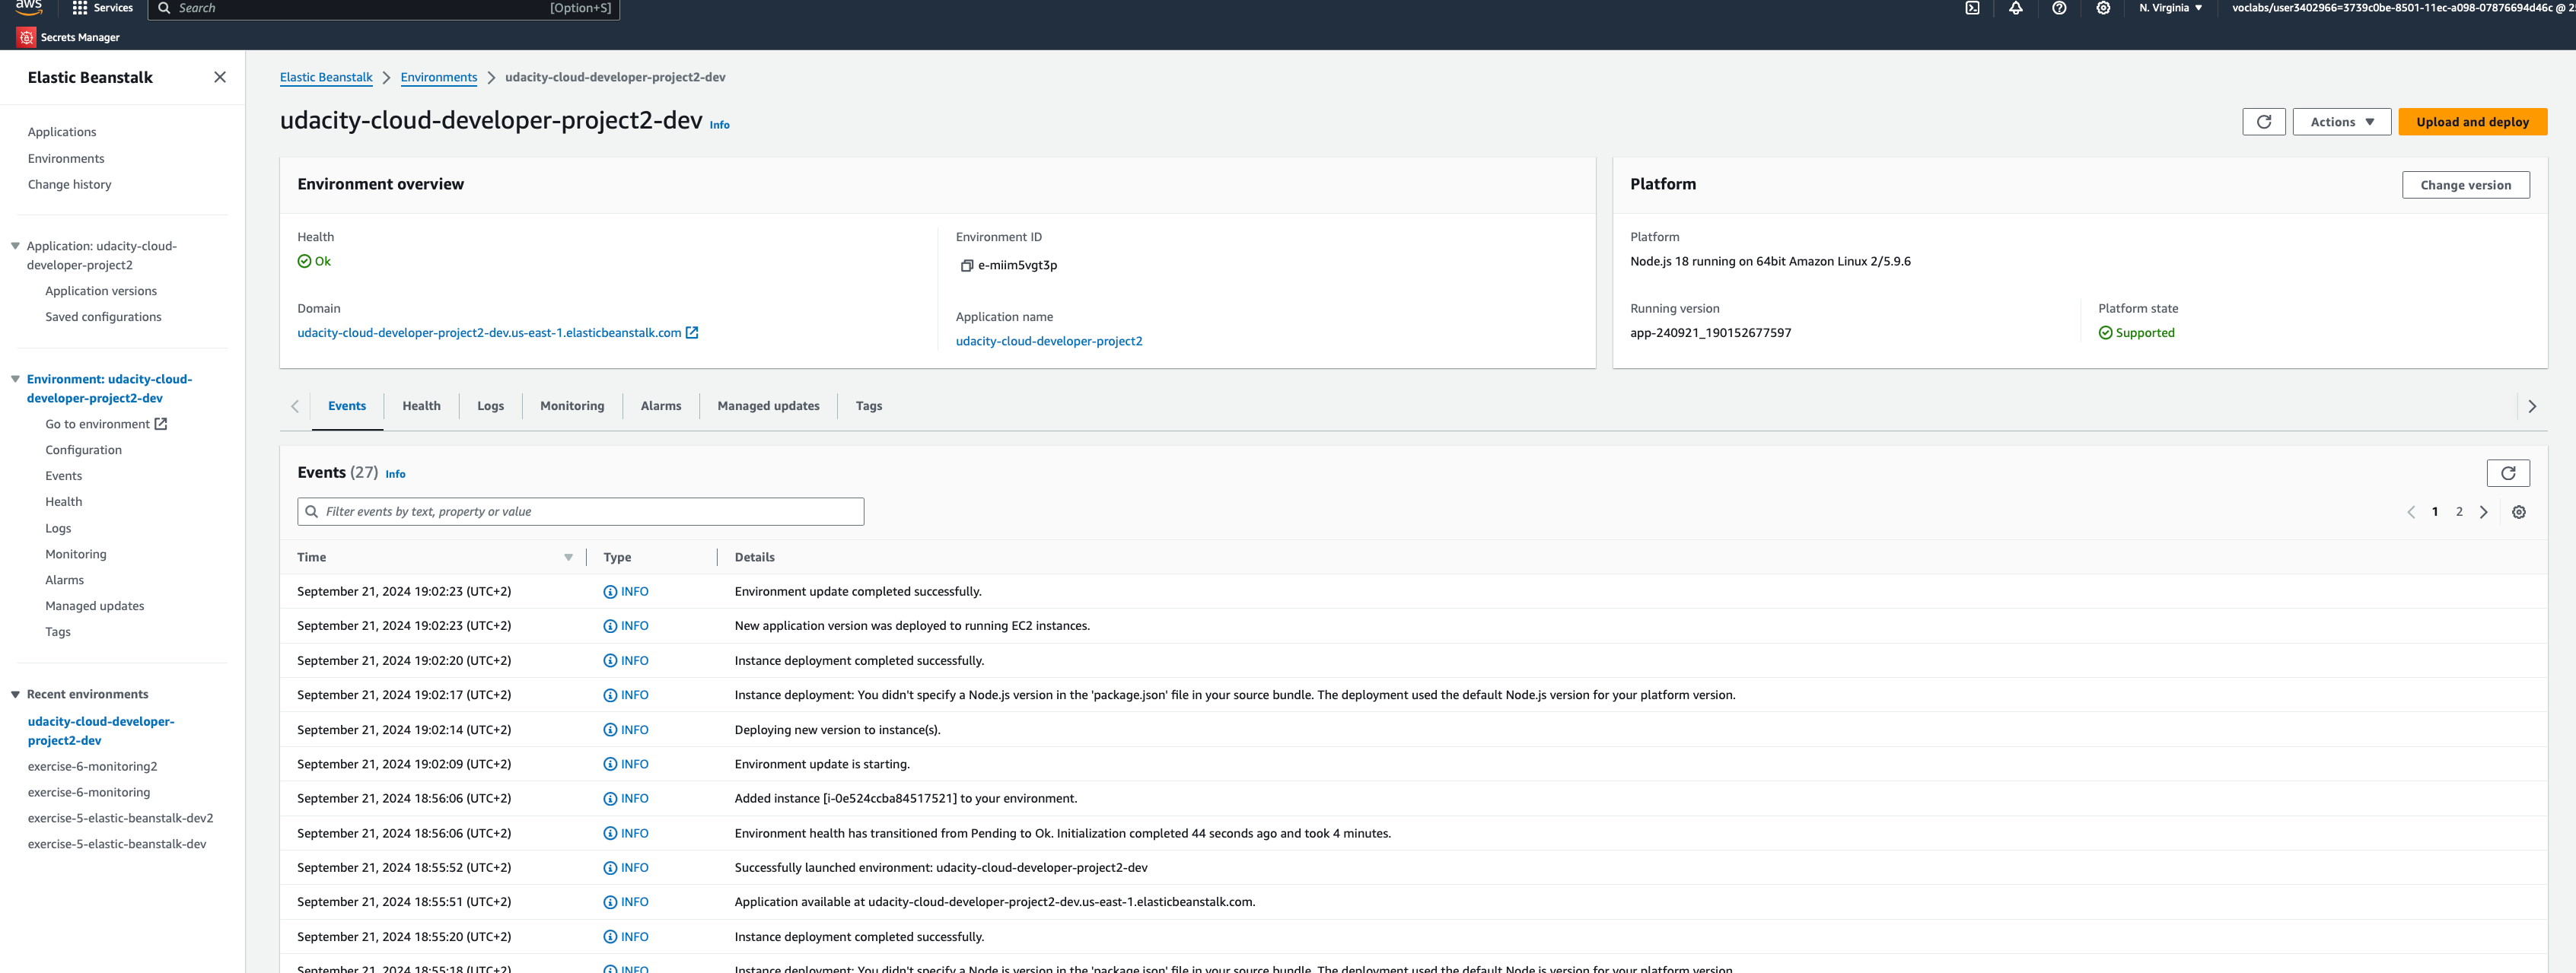 aws
Services
Search
[Option+S]
N. Virginia
voclabs/user3402966=3739c0be-8501-11ec-a098-07876694d46c @ 2
Secrets Manager
Elastic Beanstalk
Applications
Environments
Change history
Application: udacity-cloud-
developer-project2
Application versions
Saved configurations
Environment: udacity-cloud-
developer-project2-dev
Go to environment
Configuration
Events
Health
Logs
Monitoring
Alarms
Managed updates
Tags
Recent environments
udacity-cloud-developer-
project2-dev
exercise-6-monitoring2
exercise-6-monitoring
exercise-5-elastic-beanstalk-dev2
exercise-5-elastic-beanstalk-dev
Elastic Beanstalk
Environments
udacity-cloud-developer-project2-dev
udacity-cloud-developer-project2-dev Info
Actions
Upload and deploy
Environment overview
Health
Ok
Domain
udacity-cloud-developer-project2-dev.us-east-1.elasticbeanstalk.com
Environment ID
e-miim5vgt3p
Application name
udacity-cloud-developer-project2
Platform
Change version
Platform
Node.js 18 running on 64bit Amazon Linux 2/5.9.6
Running version
app-240921_190152677597
Platform state
Supported
Events
Health
Logs
Monitoring
Alarms
Managed updates
Tags
Events (27) Info
Filter events by text, property or value
1
2
Time
Type
Details
September 21, 2024 19:02:23 (UTC+2) INFO Environment update completed successfully.
September 21, 2024 19:02:23 (UTC+2) INFO New application version was deployed to running EC2 instances.
September 21, 2024 19:02:20 (UTC+2) INFO Instance deployment completed successfully.
September 21, 2024 19:02:17 (UTC+2) INFO Instance deployment: You didn't specify a Node.js version in the 'package.json' file in your source bundle. The deployment used the default Node.js version for your platform version.
September 21, 2024 19:02:14 (UTC+2) INFO Deploying new version to instance(s).
September 21, 2024 19:02:09 (UTC+2) INFO Environment update is starting.
September 21, 2024 18:56:06 (UTC+2) INFO Added instance [i-0e524ccba84517521] to your environment.
September 21, 2024 18:56:06 (UTC+2) INFO Environment health has transitioned from Pending to Ok. Initialization completed 44 seconds ago and took 4 minutes.
September 21, 2024 18:55:52 (UTC+2) INFO Successfully launched environment: udacity-cloud-developer-project2-dev
September 21, 2024 18:55:51 (UTC+2) INFO Application available at udacity-cloud-developer-project2-dev.us-east-1.elasticbeanstalk.com.
September 21, 2024 18:55:20 (UTC+2) INFO Instance deployment completed successfully.
September 21, 2024 18:55:18 (UTC+2) INFO Instance deployment: You didn't specify a Node.js version in the 'package.json' file in your source bundle. The deployment used the default Node.js version for your platform version.